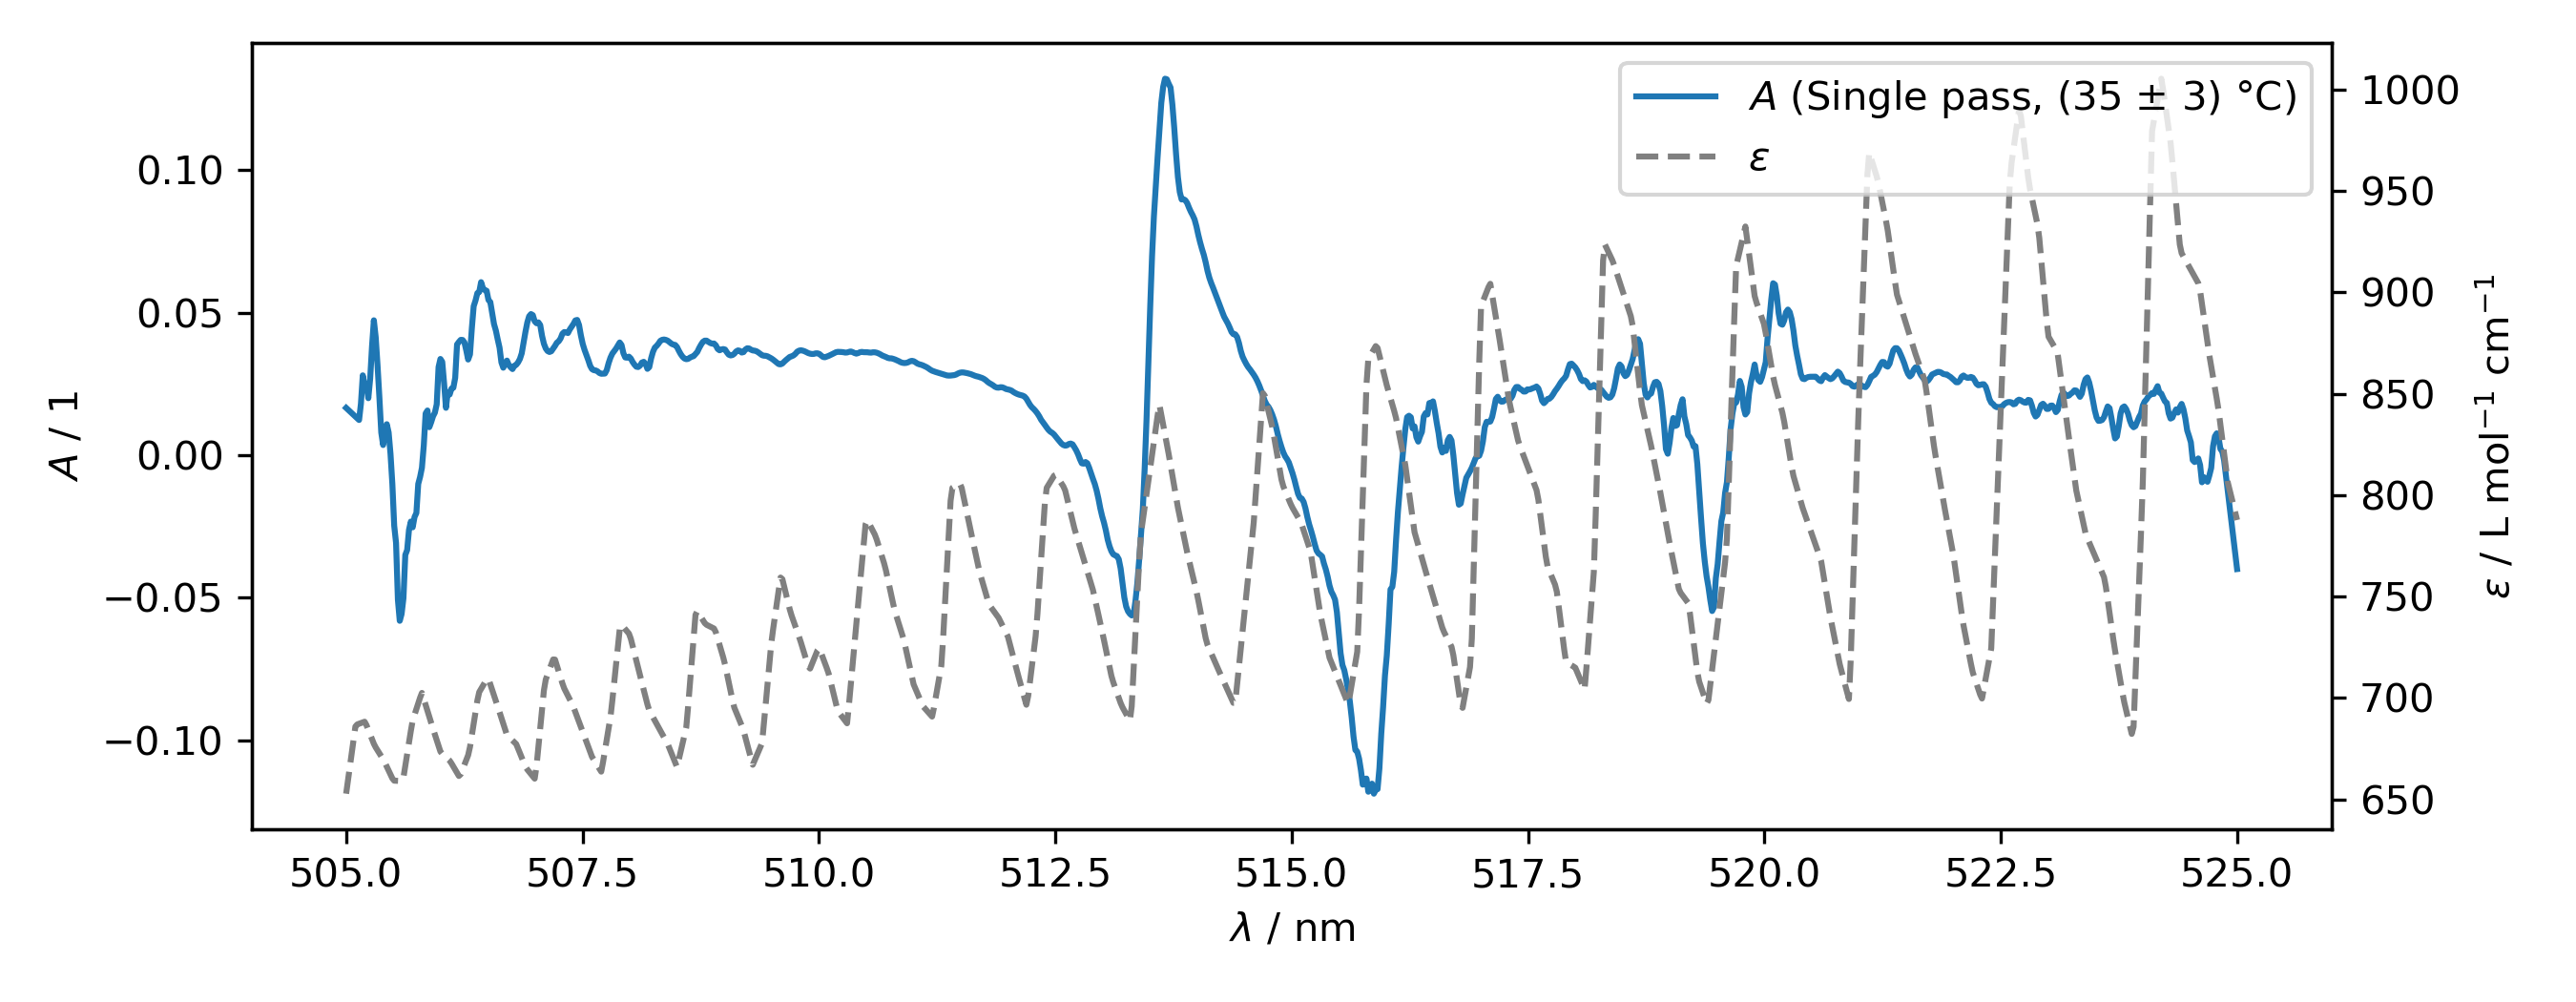 A (Single pass, (35 ± 3) °C)
ε
0.10
0.05
0.00
−0.05
−0.10
A / 1
1000
950
900
850
800
750
700
650
ε / L mol⁻¹ cm⁻¹
505.0 507.5 510.0 512.5 515.0 517.5 520.0 522.5 525.0
λ / nm